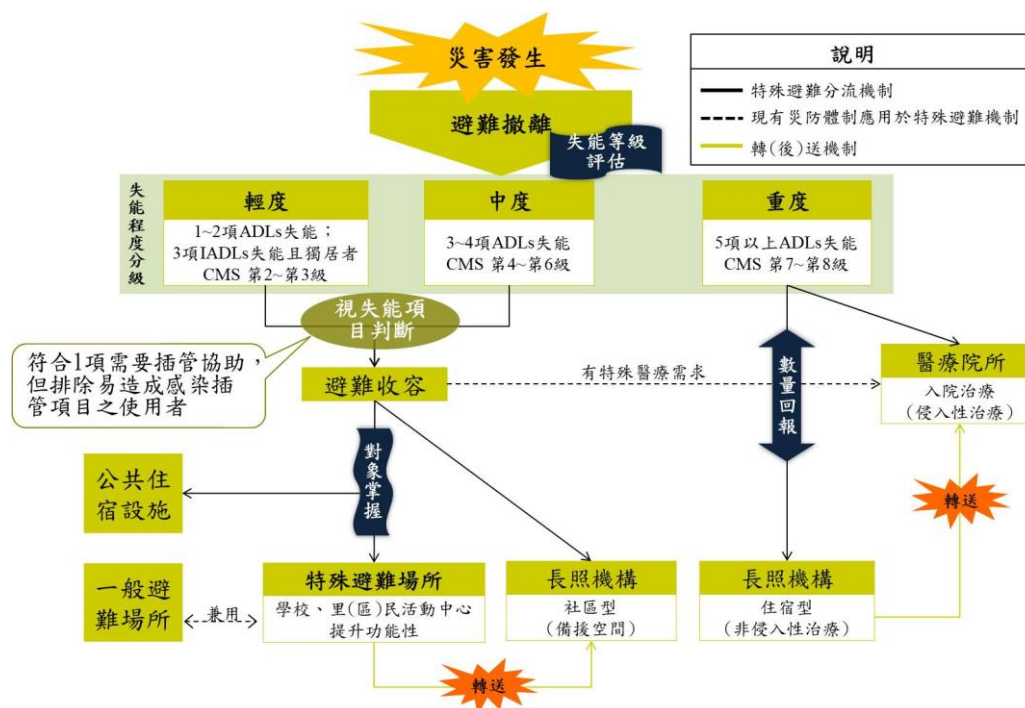 災害發生
避難撤離
失能等級
評估
說明
特殊避難分流機制
現有災防體制應用於特殊避難機制
轉(後)送機制
失能程度分級
輕度
1~2項ADLs失能；
3項IADLs失能且獨居者
CMS 第2~第3級
中度
3~4項ADLs失能
CMS 第4~第6級
重度
5項以上ADLs失能
CMS 第7~第8級
視失能項
目判斷
符合1項需要插管協助，
但排除易造成感染插
管項目之使用者
避難收容
有特殊醫療需求
數量回報
醫療院所
入院治療
(侵入性治療)
對象掌握
公共住
宿設施
轉送
一般避
難場所
兼用
特殊避難場所
學校、里(區)民活動中心
提升功能性
長照機構
社區型
(備援空間)
長照機構
住宿型
(非侵入性治療)
轉送